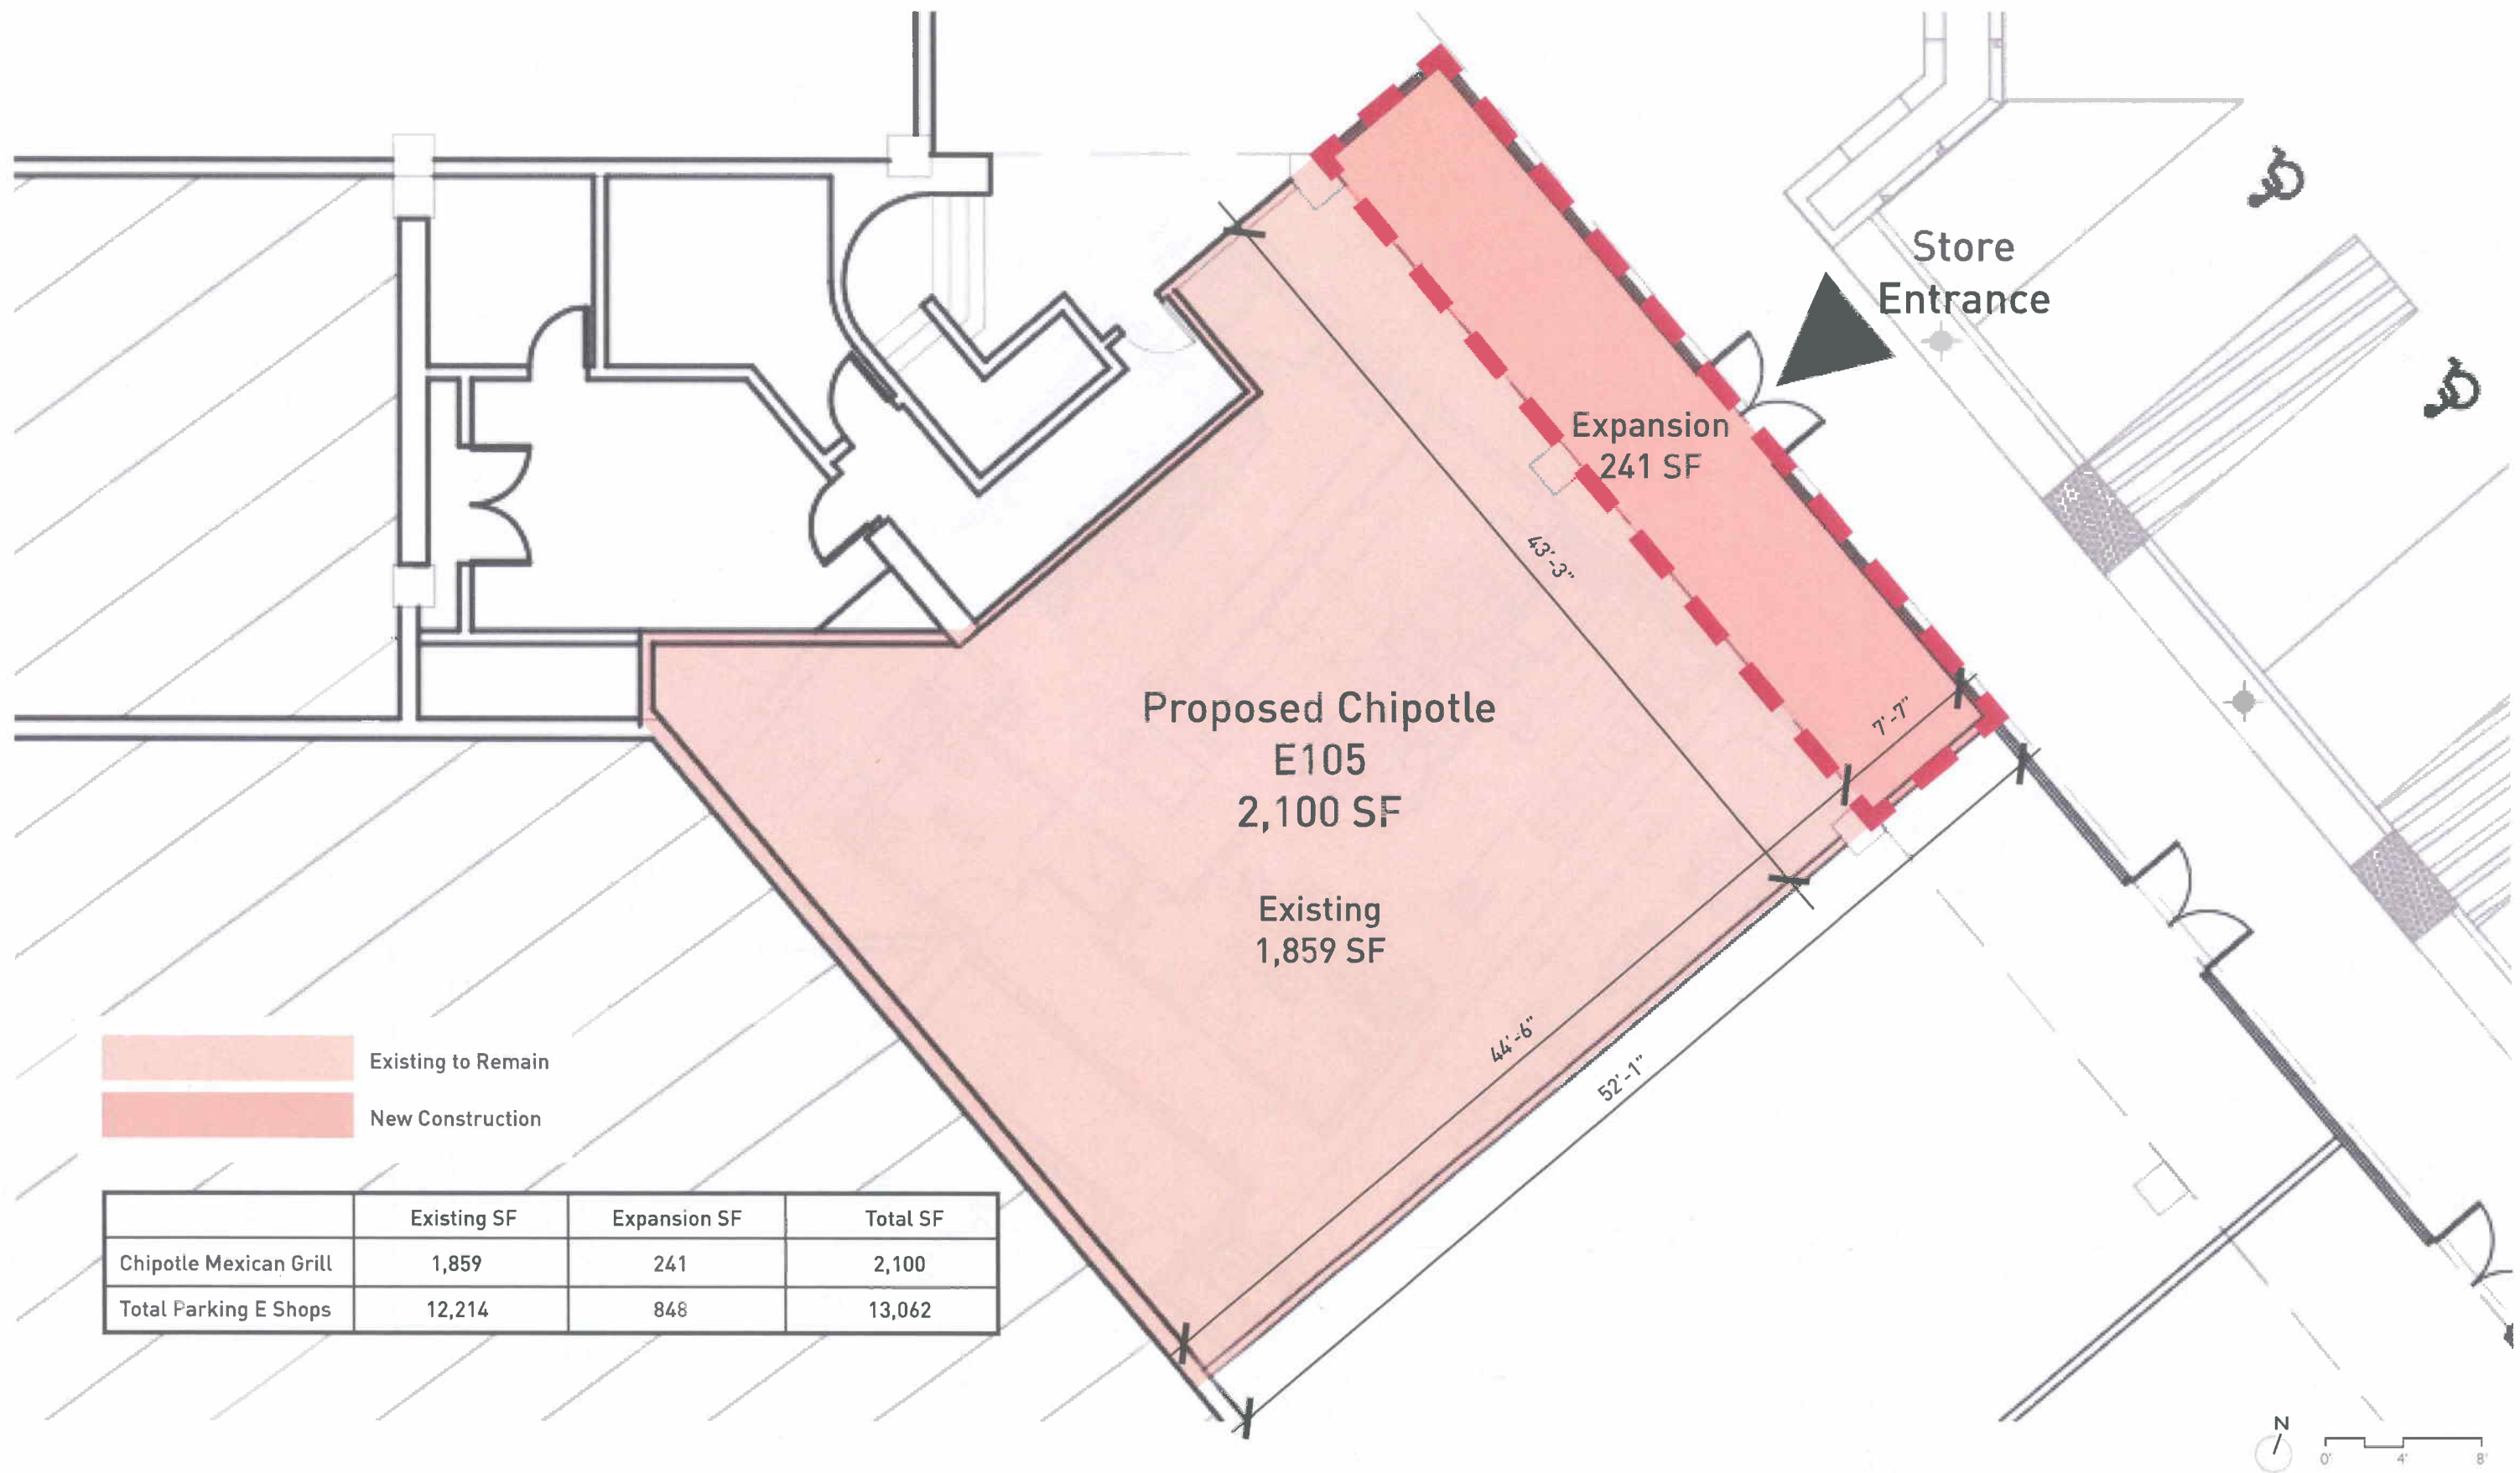 Store
Entrance
Expansion
241 SF
43'-3"
7'-7"
Proposed Chipotle
E105
2,100 SF
Existing
1,859 SF
44'-6"
52'-1"
Existing to Remain
New Construction
Existing SF Expansion SF Total SF
Chipotle Mexican Grill 1,859 241 2,100
Total Parking E Shops 12,214 848 13,062
N
0' 4' 8'